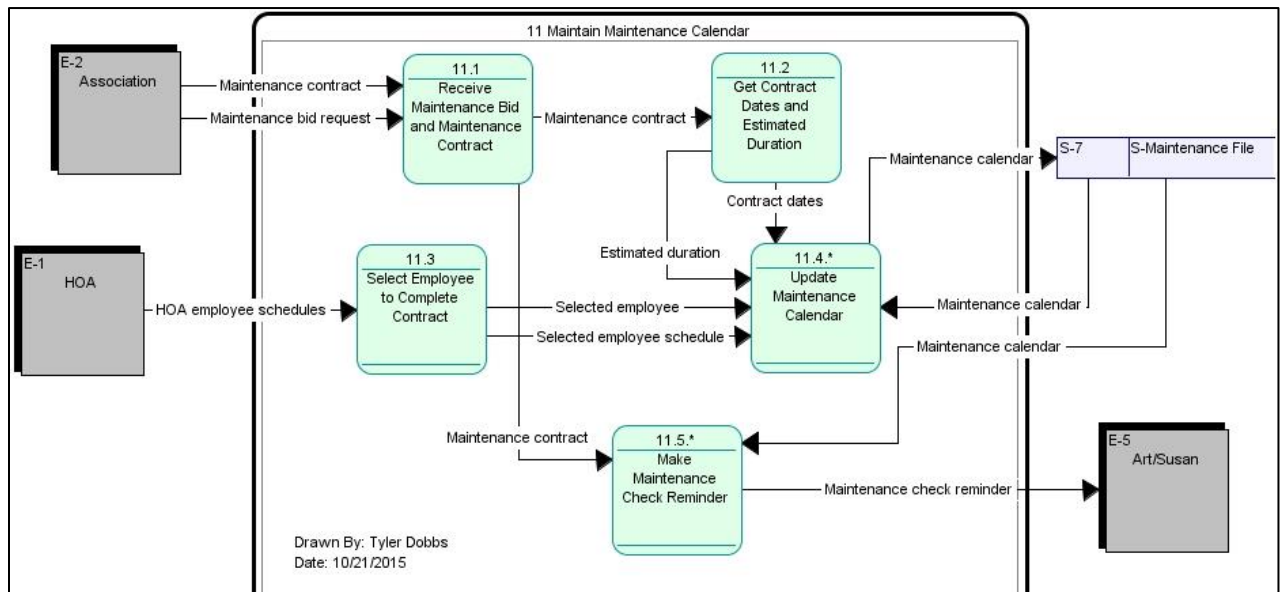 11 Maintain Maintenance Calendar
E-2
Association
Maintenance contract
Maintenance bid request
11.1
Receive
Maintenance Bid
and Maintenance
Contract
Maintenance contract
11.2
Get Contract
Dates and
Estimated
Duration
Maintenance calendar
S-7
S-Maintenance File
Contract dates
Estimated duration
E-1
HOA
HOA employee schedules
11.3
Select Employee
to Complete
Contract
Selected employee
Selected employee schedule
11.4.*
Update
Maintenance
Calendar
Maintenance calendar
Maintenance calendar
Maintenance contract
11.5.*
Make
Maintenance
Check Reminder
Maintenance check reminder
E-5
Art/Susan
Drawn By: Tyler Dobbs
Date: 10/21/2015